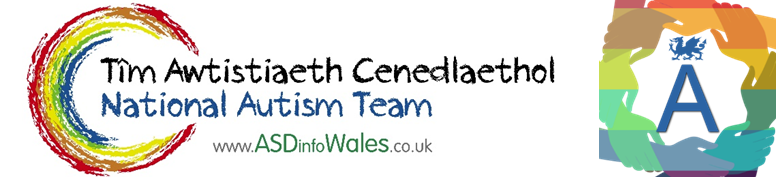 Tîm Awtistiaeth Cenedlaethol
National Autism Team
www.ASDinfoWales.co.uk
A